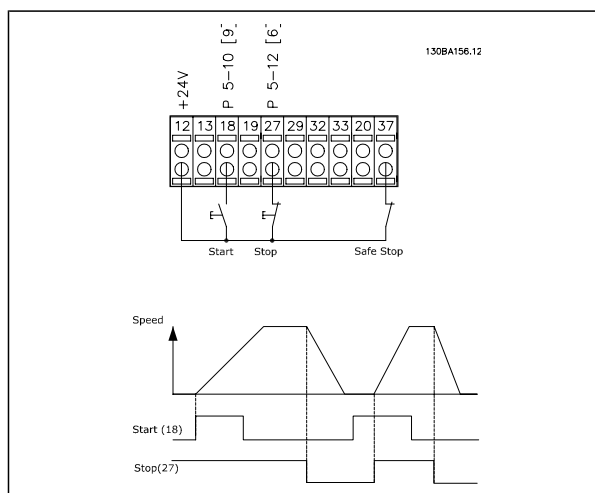 130BA156.12
+24V
P 5-10 [9]
P 5-12 [6]
12 13 18 19 27 29 32 33 20 37
Start Stop Safe Stop
Speed
Start (18)
Stop(27)